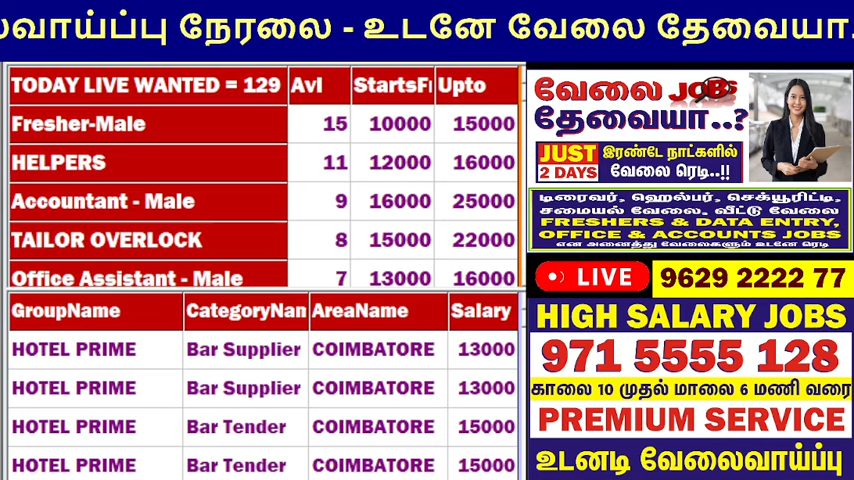 வாய்ப்பு நேரலை - உடனே வேலை தேவையா..
TODAY LIVE WANTED = 129 Avl StartsFr Upto
Fresher-Male 15 10000 15000
HELPERS 11 12000 16000
Accountant - Male 9 16000 25000
TAILOR OVERLOCK 8 15000 22000
Office Assistant - Male 7 13000 16000
GroupName CategoryNan AreaName Salary
HOTEL PRIME Bar Supplier COIMBATORE 13000
HOTEL PRIME Bar Supplier COIMBATORE 13000
HOTEL PRIME Bar Tender COIMBATORE 15000
HOTEL PRIME Bar Tender COIMBATORE 15000
வேலை JOBS
தேவையா..?
JUST 2 DAYS
இரண்டே நாட்களில்
வேலை ரெடி..!!
டிரைவர், ஹெல்பர், செக்யூரிட்டி,
சமையல் வேலை, வீட்டு வேலை
FRESHERS & DATA ENTRY,
OFFICE & ACCOUNTS JOBS
என அனைத்து வேலைகளும் உடனே ரெடி
LIVE 9629 2222 77
HIGH SALARY JOBS
971 5555 128
காலை 10 முதல் மாலை 6 மணி வரை
PREMIUM SERVICE
உடனடி வேலைவாய்ப்பு